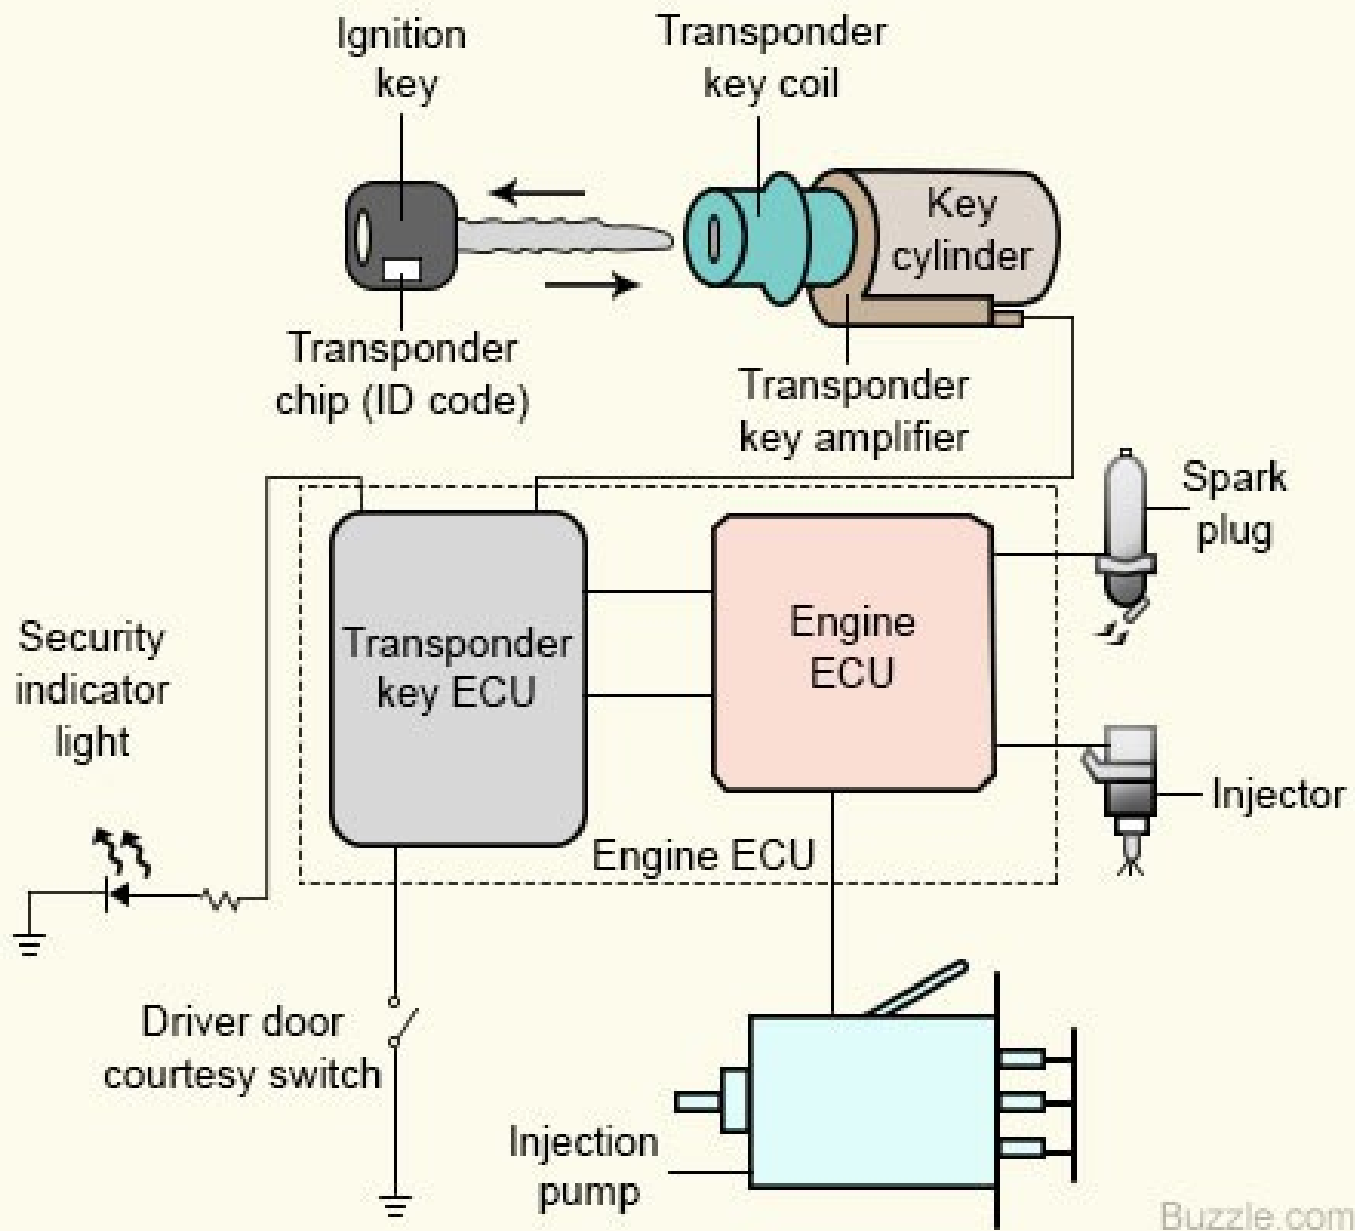 Ignition
key
Transponder
key coil
Key
cylinder
Transponder
chip (ID code)
Transponder
key amplifier
Spark
plug
Security
indicator
light
Transponder
key ECU
Engine
ECU
Injector
Engine ECU
Driver door
courtesy switch
Injection
pump
Buzzle.com